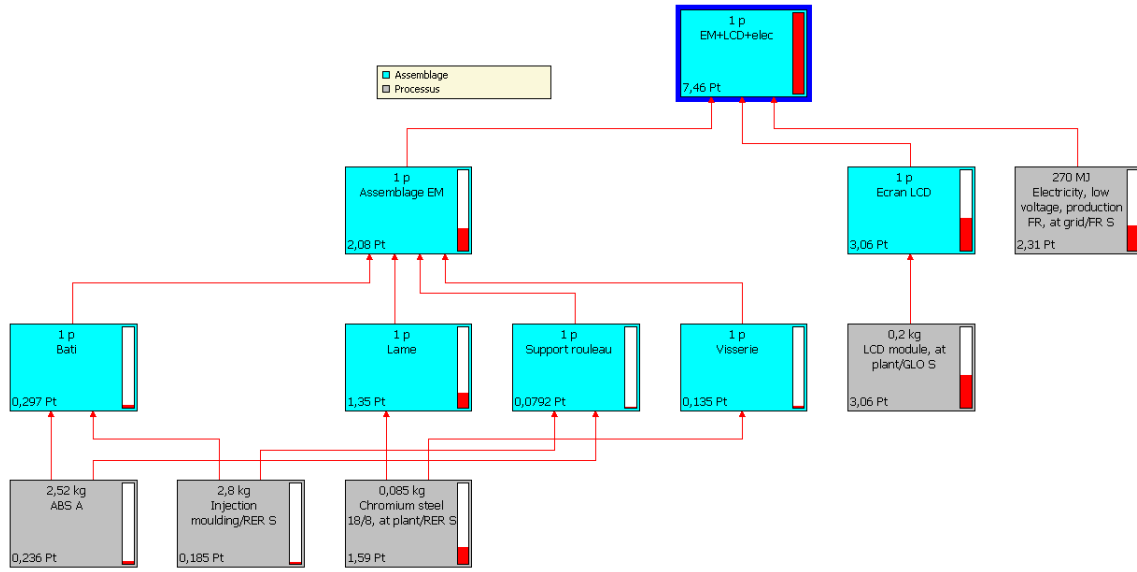 1 p
EM+LCD+elec
7,46 Pt
Assemblage
Processus
1 p
Assemblage EM
2,08 Pt
1 p
Ecran LCD
3,06 Pt
270 MJ
Electricity, low
voltage, production
FR, at grid/FR S
2,31 Pt
1 p
Bati
0,297 Pt
1 p
Lame
1,35 Pt
1 p
Support rouleau
0,0792 Pt
1 p
Visserie
0,135 Pt
0,2 kg
LCD module, at
plant/GLO S
3,06 Pt
2,52 kg
ABS A
0,236 Pt
2,8 kg
Injection
moulding/RER S
0,185 Pt
0,085 kg
Chromium steel
18/8, at plant/RER S
1,59 Pt